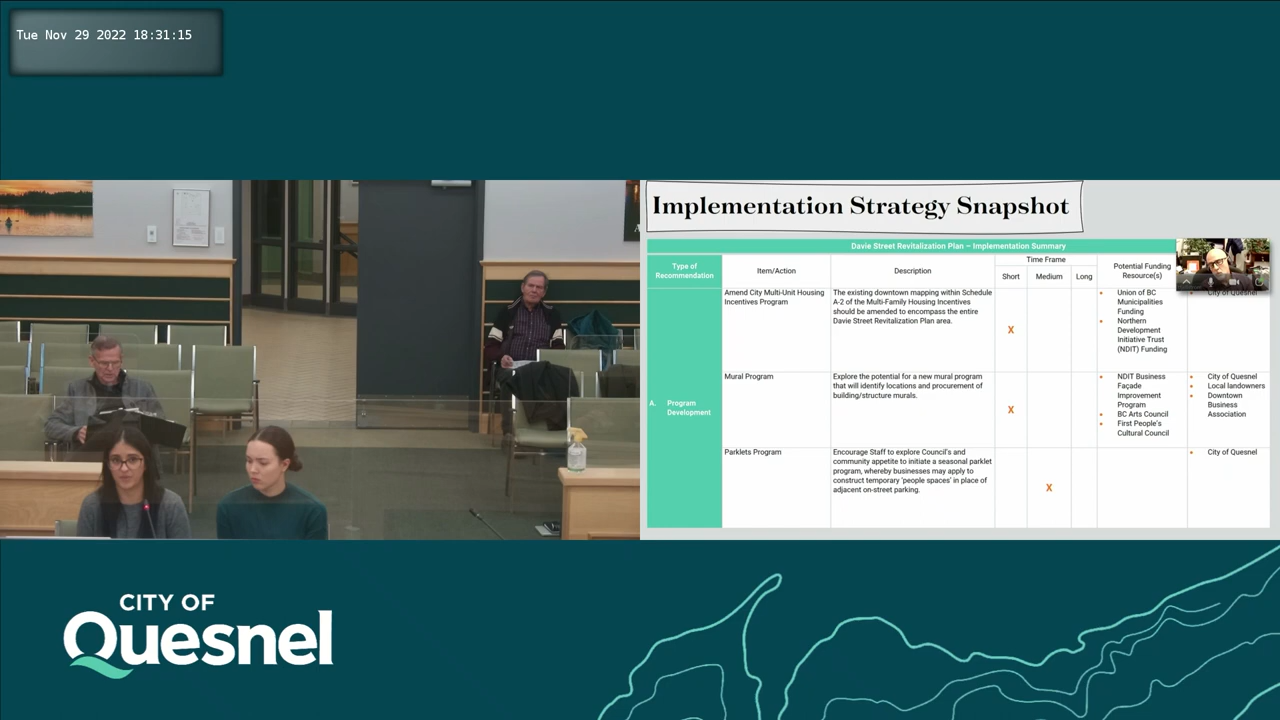 Tue Nov 29 2022 18:31:15
Implementation Strategy Snapshot
Davie Street Revitalization Plan – Implementation Summary
Type of
Recommendation
Item/Action
Description
Time Frame
Short
Medium
Long
Potential Funding
Resource(s)
A. Program
Development
Amend City Multi-Unit Housing
Incentives Program
The existing downtown mapping within Schedule
A-2 of the Multi-Family Housing Incentives
should be amended to encompass the entire
Davie Street Revitalization Plan area.
X
• Union of BC
Municipalities
Funding
• Northern
Development
Initiative Trust
(NDIT) Funding
• City of Quesnel
Mural Program
Explore the potential for a new mural program
that will identify locations and procurement of
building/structure murals.
X
• NDIT Business
Façade
Improvement
Program
• BC Arts Council
• First People's
Cultural Council
• City of Quesnel
• Local landowners
• Downtown
Business
Association
Parklets Program
Encourage Staff to explore Council's and
community appetite to initiate a seasonal parklet
program, whereby businesses may apply to
construct temporary 'people spaces' in place of
adjacent on-street parking.
X
• City of Quesnel
CITY OF
Quesnel